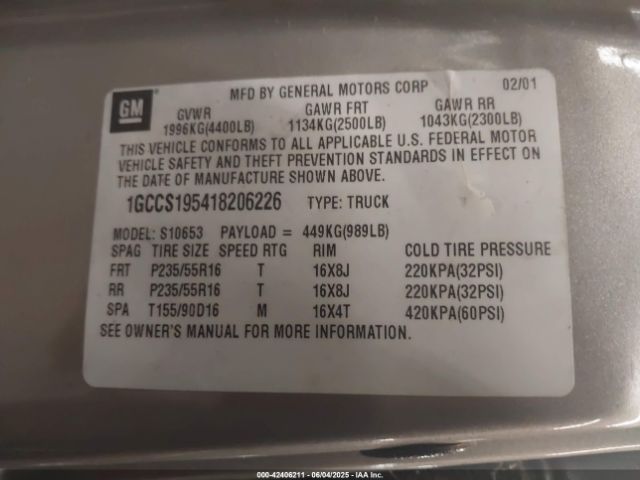 MFD BY GENERAL MOTORS CORP 02/01
GM
GVWR GAWR FRT GAWR RR
1996KG(4400LB) 1134KG(2500LB) 1043KG(2300LB)
THIS VEHICLE CONFORMS TO ALL APPLICABLE U.S. FEDERAL MOTOR
VEHICLE SAFETY AND THEFT PREVENTION STANDARDS IN EFFECT ON
THE DATE OF MANUFACTURE SHOWN ABOVE.
1GCCS195418206226 TYPE: TRUCK
MODEL: S10653 PAYLOAD = 449KG(989LB)
SPAG TIRE SIZE SPEED RTG RIM COLD TIRE PRESSURE
FRT P235/55R16 T 16X8J 220KPA(32PSI)
RR P235/55R16 T 16X8J 220KPA(32PSI)
SPA T155/90D16 M 16X4T 420KPA(60PSI)
SEE OWNER'S MANUAL FOR MORE INFORMATION.
000-42406211 - 06/04/2025 - IAA Inc.